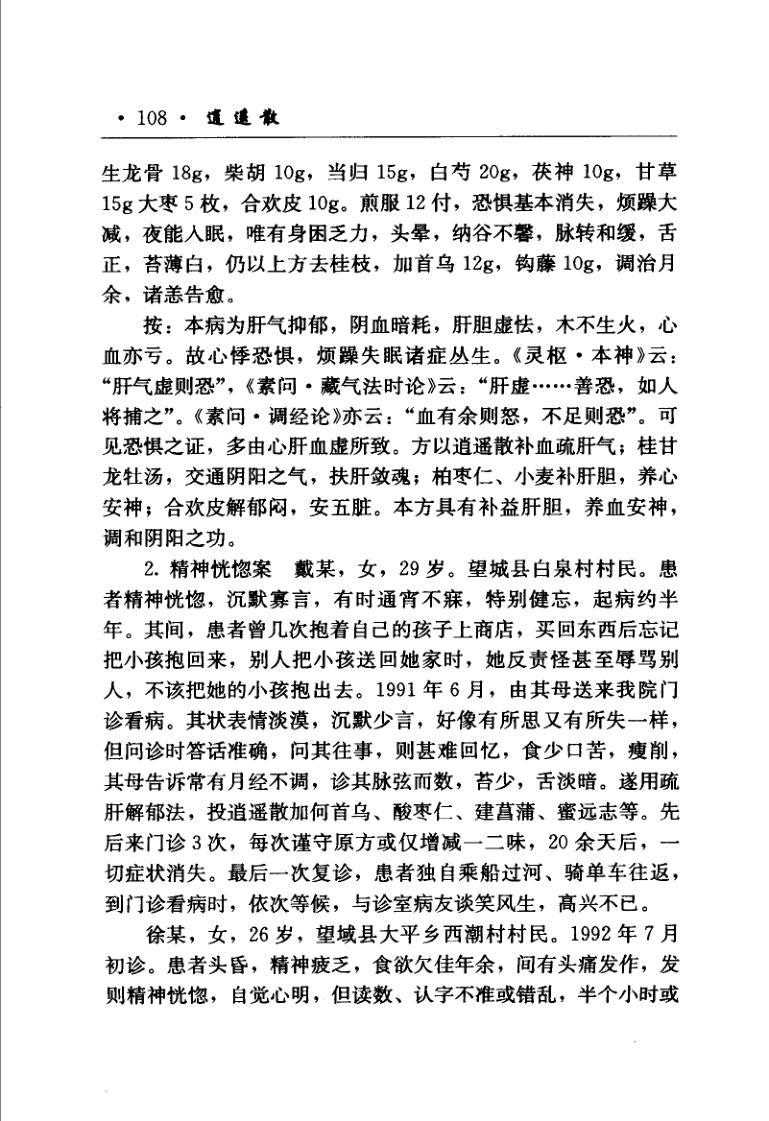 · 108 · 逍遥散
生龙骨 18g，柴胡 10g，当归 15g，白芍 20g，茯神 10g，甘草
15g 大枣 5 枚，合欢皮 10g。煎服 12 付，恐惧基本消失，烦躁大
减，夜能入眠，唯有身困乏力，头晕，纳谷不馨，脉转和缓，舌
正，苔薄白，仍以上方去桂枝，加首乌 12g，钩藤 10g，调治月
余，诸恙告愈。
按：本病为肝气抑郁，阴血暗耗，肝胆虚怯，木不生火，心
血亦亏。故心悸恐惧，烦躁失眠诸症丛生。《灵枢·本神》云：
“肝气虚则恐”，《素问·藏气法时论》云：“肝虚……善恐，如人
将捕之”。《素问·调经论》亦云：“血有余则怒，不足则恐”。可
见恐惧之证，多由心肝血虚所致。方以逍遥散补血疏肝气；桂甘
龙牡汤，交通阴阳之气，扶肝敛魂；柏枣仁、小麦补肝胆，养心
安神；合欢皮解郁闷，安五脏。本方具有补益肝胆，养血安神，
调和阴阳之功。
2. 精神恍惚案　戴某，女，29 岁。望城县白泉村村民。患
者精神恍惚，沉默寡言，有时通宵不寐，特别健忘，起病约半
年。其间，患者曾几次抱着自己的孩子上商店，买回东西后忘记
把小孩抱回来，别人把小孩送回她家时，她反责怪甚至辱骂别
人，不该把她的小孩抱出去。1991 年 6 月，由其母送来我院门
诊看病。其状表情淡漠，沉默少言，好像有所思又有所失一样，
但问诊时答话准确，问其往事，则甚难回忆，食少口苦，瘦削，
其母告诉常有月经不调，诊其脉弦而数，苔少，舌淡暗。遂用疏
肝解郁法，投逍遥散加何首乌、酸枣仁、建菖蒲、蜜远志等。先
后来门诊 3 次，每次谨守原方或仅增减一二味，20 余天后，一
切症状消失。最后一次复诊，患者独自乘船过河、骑单车往返，
到门诊看病时，依次等候，与诊室病友谈笑风生，高兴不已。
徐某，女，26 岁，望域县大平乡西潮村村民。1992 年 7 月
初诊。患者头昏，精神疲乏，食欲欠佳年余，间有头痛发作，发
则精神恍惚，自觉心明，但读数、认字不准或错乱，半个小时或